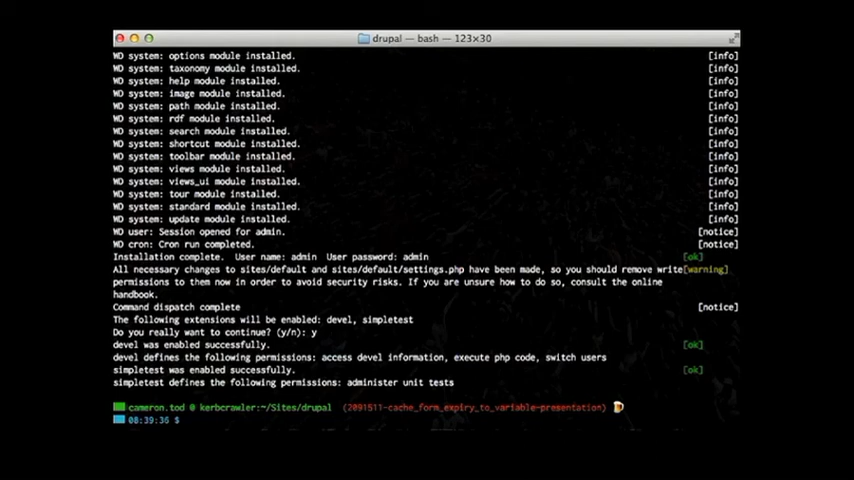 drupal — bash — 123×30
WD system: options module installed. [info]
WD system: taxonomy module installed. [info]
WD system: help module installed. [info]
WD system: image module installed. [info]
WD system: path module installed. [info]
WD system: rdf module installed. [info]
WD system: search module installed. [info]
WD system: shortcut module installed. [info]
WD system: toolbar module installed. [info]
WD system: views module installed. [info]
WD system: views_ui module installed. [info]
WD system: tour module installed. [info]
WD system: standard module installed. [info]
WD system: update module installed. [info]
WD user: Session opened for admin. [notice]
WD cron: Cron run completed. [notice]
Installation complete.  User name: admin  User password: admin [ok]
All necessary changes to sites/default and sites/default/settings.php have been made, so you should remove write[warning]
permissions to them now in order to avoid security risks. If you are unsure how to do so, consult the online
handbook.
Command dispatch complete [notice]
The following extensions will be enabled: devel, simpletest
Do you really want to continue? (y/n): y
devel was enabled successfully. [ok]
devel defines the following permissions: access devel information, execute php code, switch users
simpletest was enabled successfully. [ok]
simpletest defines the following permissions: administer unit tests
cameron.tod @ kerbcrawler:~/Sites/drupal (2091511-cache_form_expiry_to_variable-presentation) 🍺
08:39:36 $